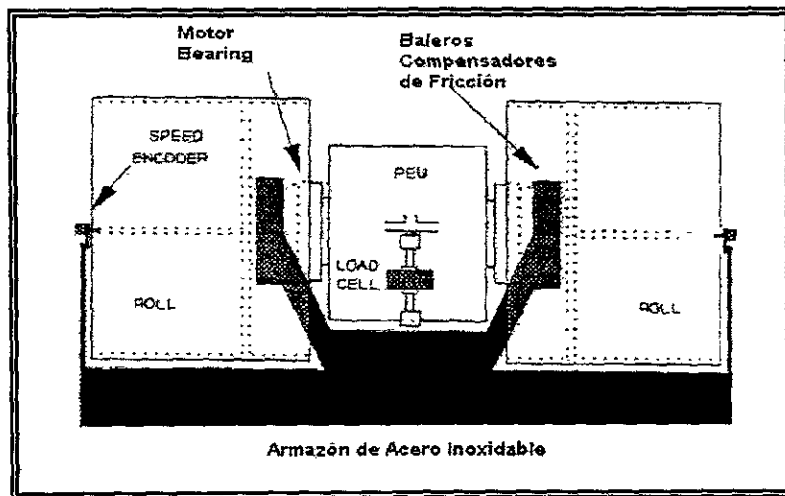 Motor
Bearing
Baleros
Compensadores
de Fricción
SPEED
ENCODER
PEU
LOAD
CELL
ROLL
ROLL
Armazón de Acero Inoxidable